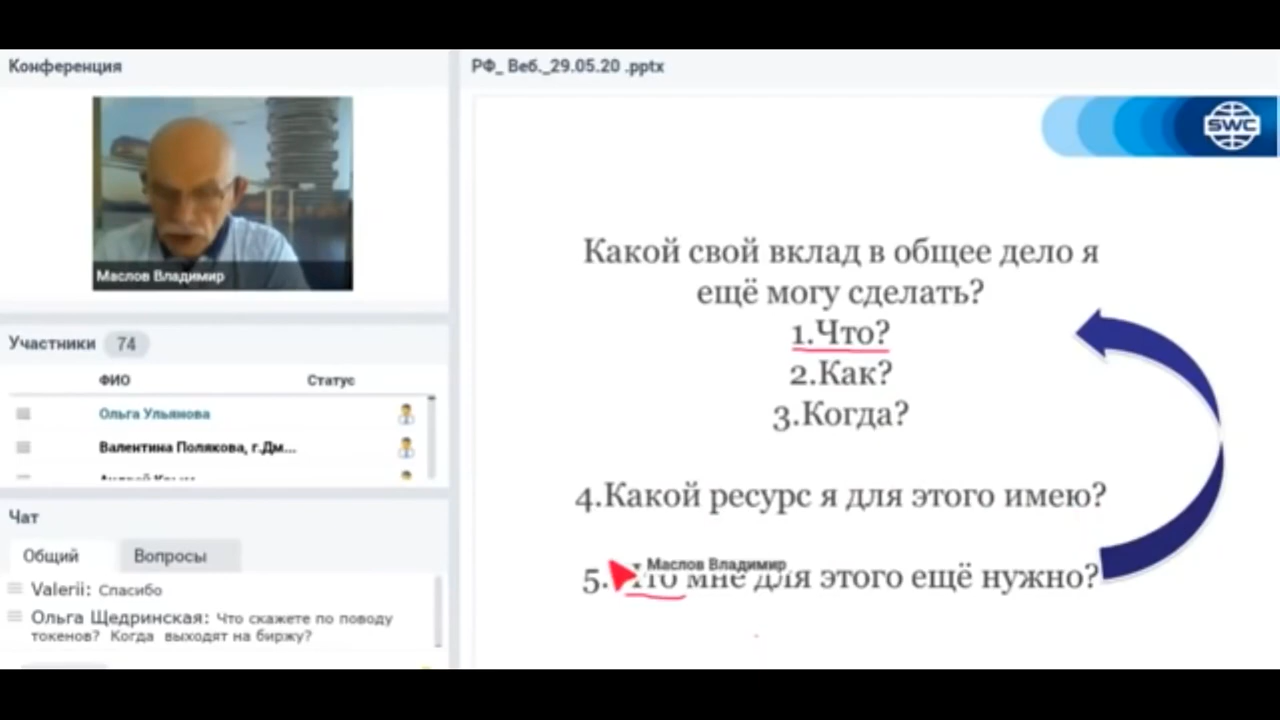 Конференция
Маслов Владимир
Участники 74
ФИО Статус
Ольга Ульянова
Валентина Полякова, г.Дм...
Чат
Общий Вопросы
Valerii: Спасибо
Ольга Щедринская: Что скажете по поводу
токенов? Когда выходят на биржу?
РФ_ Веб._29.05.20 .pptx
SWC
Какой свой вклад в общее дело я
ещё могу сделать?
1.Что?
2.Как?
3.Когда?
4.Какой ресурс я для этого имею?
Маслов Владимир
5.Что мне для этого ещё нужно?